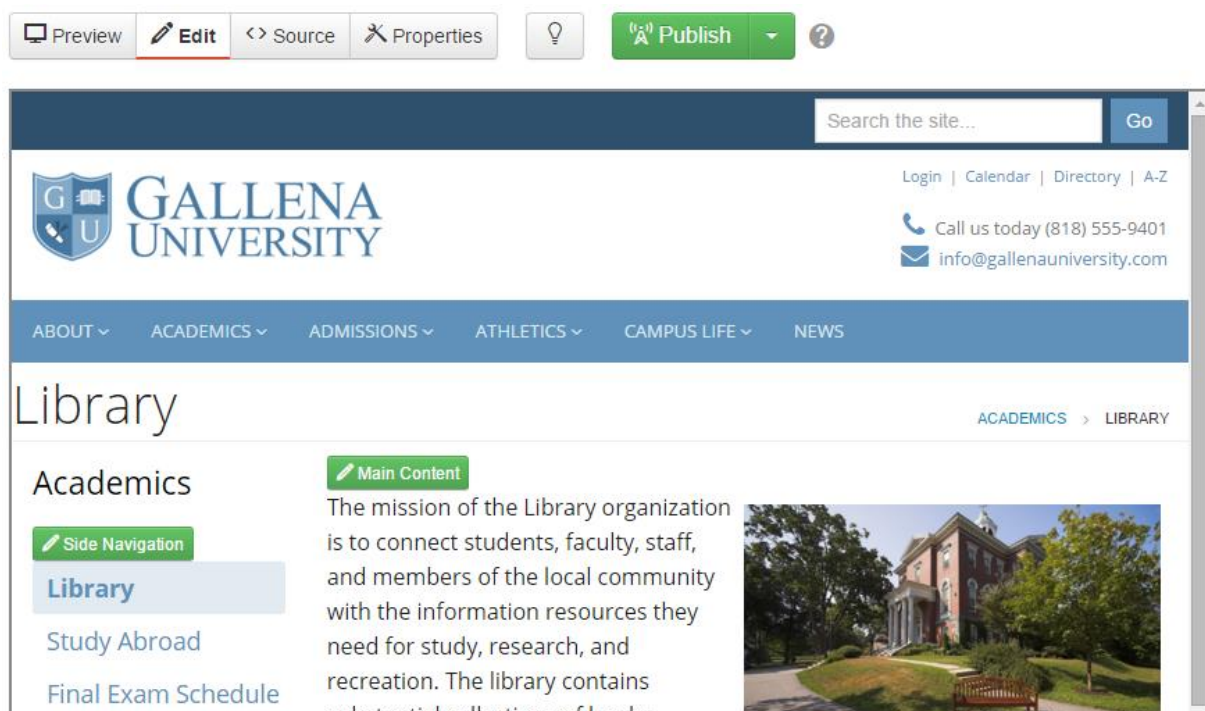 Preview Edit <> Source Properties Publish ?
Search the site... Go
G U GALLENA
UNIVERSITY
Login | Calendar | Directory | A-Z
Call us today (818) 555-9401
info@gallenauniversity.com
ABOUT ACADEMICS ADMISSIONS ATHLETICS CAMPUS LIFE NEWS
Library
ACADEMICS > LIBRARY
Academics
Side Navigation
Library
Study Abroad
Final Exam Schedule
Main Content
The mission of the Library organization
is to connect students, faculty, staff,
and members of the local community
with the information resources they
need for study, research, and
recreation. The library contains